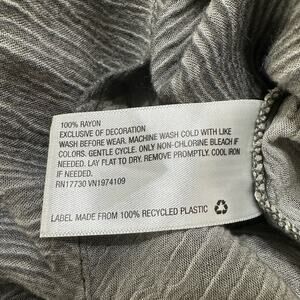 100% RAYON
EXCLUSIVE OF DECORATION
WASH BEFORE WEAR. MACHINE WASH COLD WITH LIKE
COLORS. GENTLE CYCLE. ONLY NON-CHLORINE BLEACH IF
NEEDED. LAY FLAT TO DRY. REMOVE PROMPTLY. COOL IRON
IF NEEDED.
RN17730 VN1974109
LABEL MADE FROM 100% RECYCLED PLASTIC